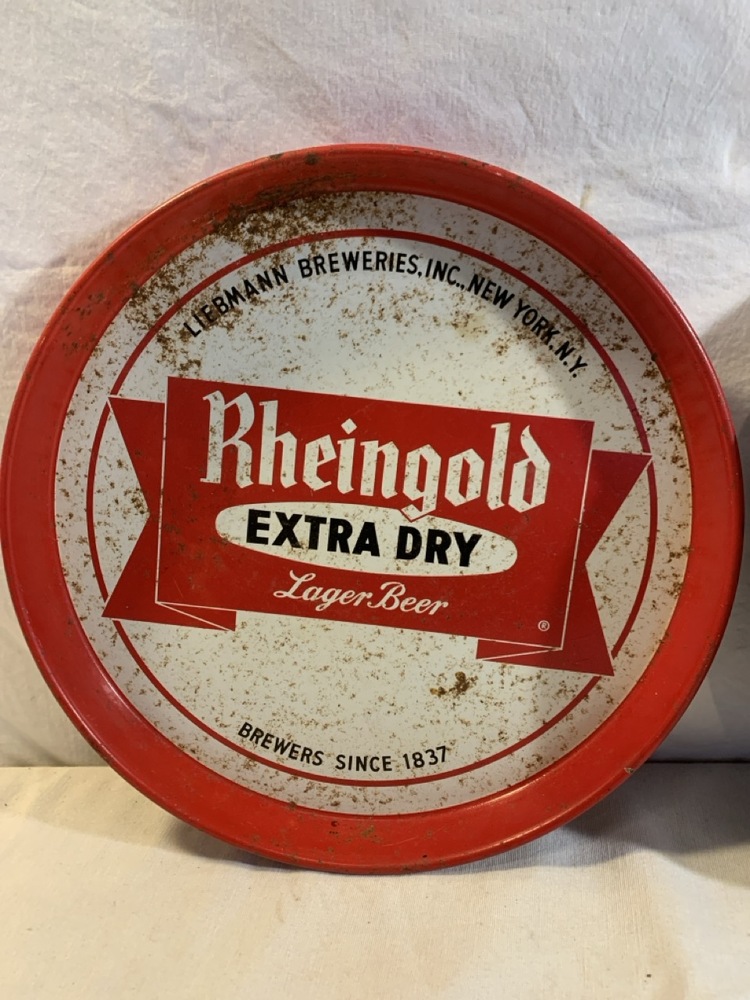 LIEBMANN BREWERIES, INC., NEW YORK, N.Y.
Rheingold
EXTRA DRY
Lager Beer
®
BREWERS SINCE 1837